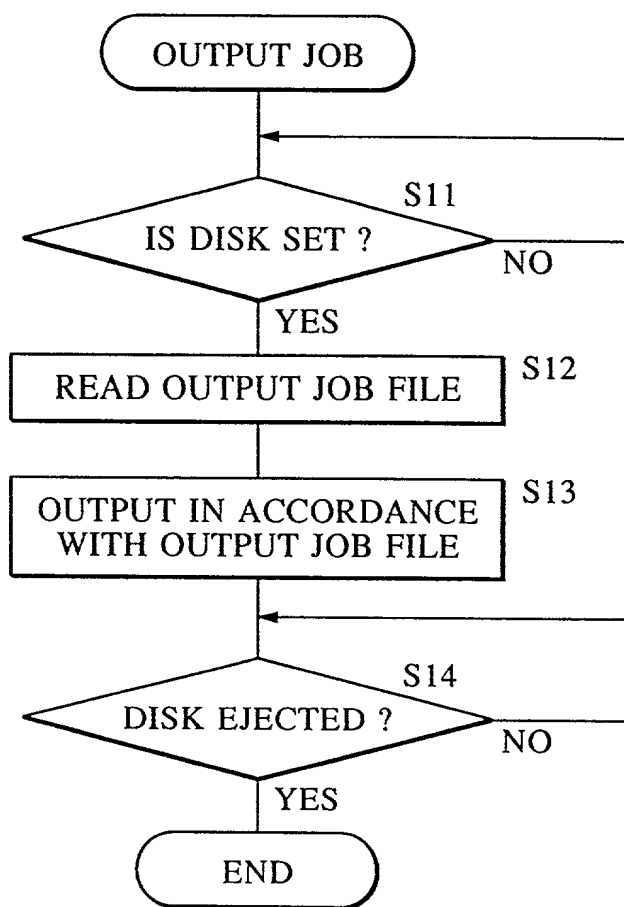 OUTPUT JOB
S11
IS DISK SET ?
NO
YES
S12
READ OUTPUT JOB FILE
S13
OUTPUT IN ACCORDANCE
WITH OUTPUT JOB FILE
S14
DISK EJECTED ?
NO
YES
END